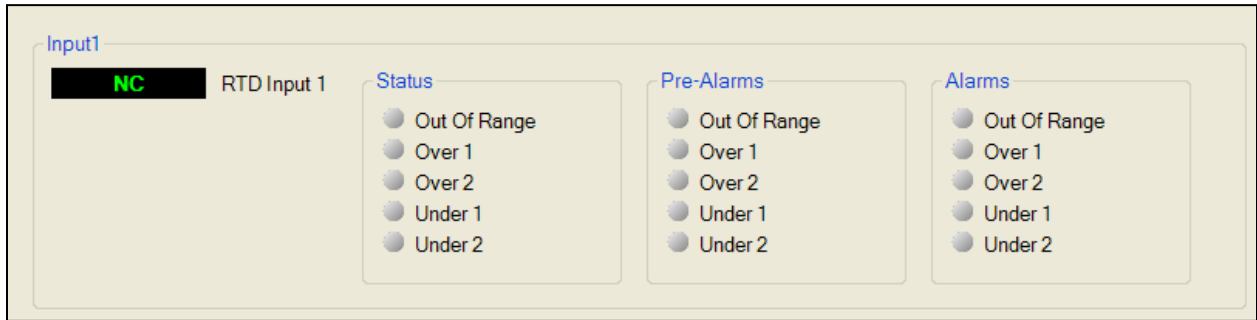 Input1
NC RTD Input 1
Status
Out Of Range
Over 1
Over 2
Under 1
Under 2
Pre-Alarms
Out Of Range
Over 1
Over 2
Under 1
Under 2
Alarms
Out Of Range
Over 1
Over 2
Under 1
Under 2